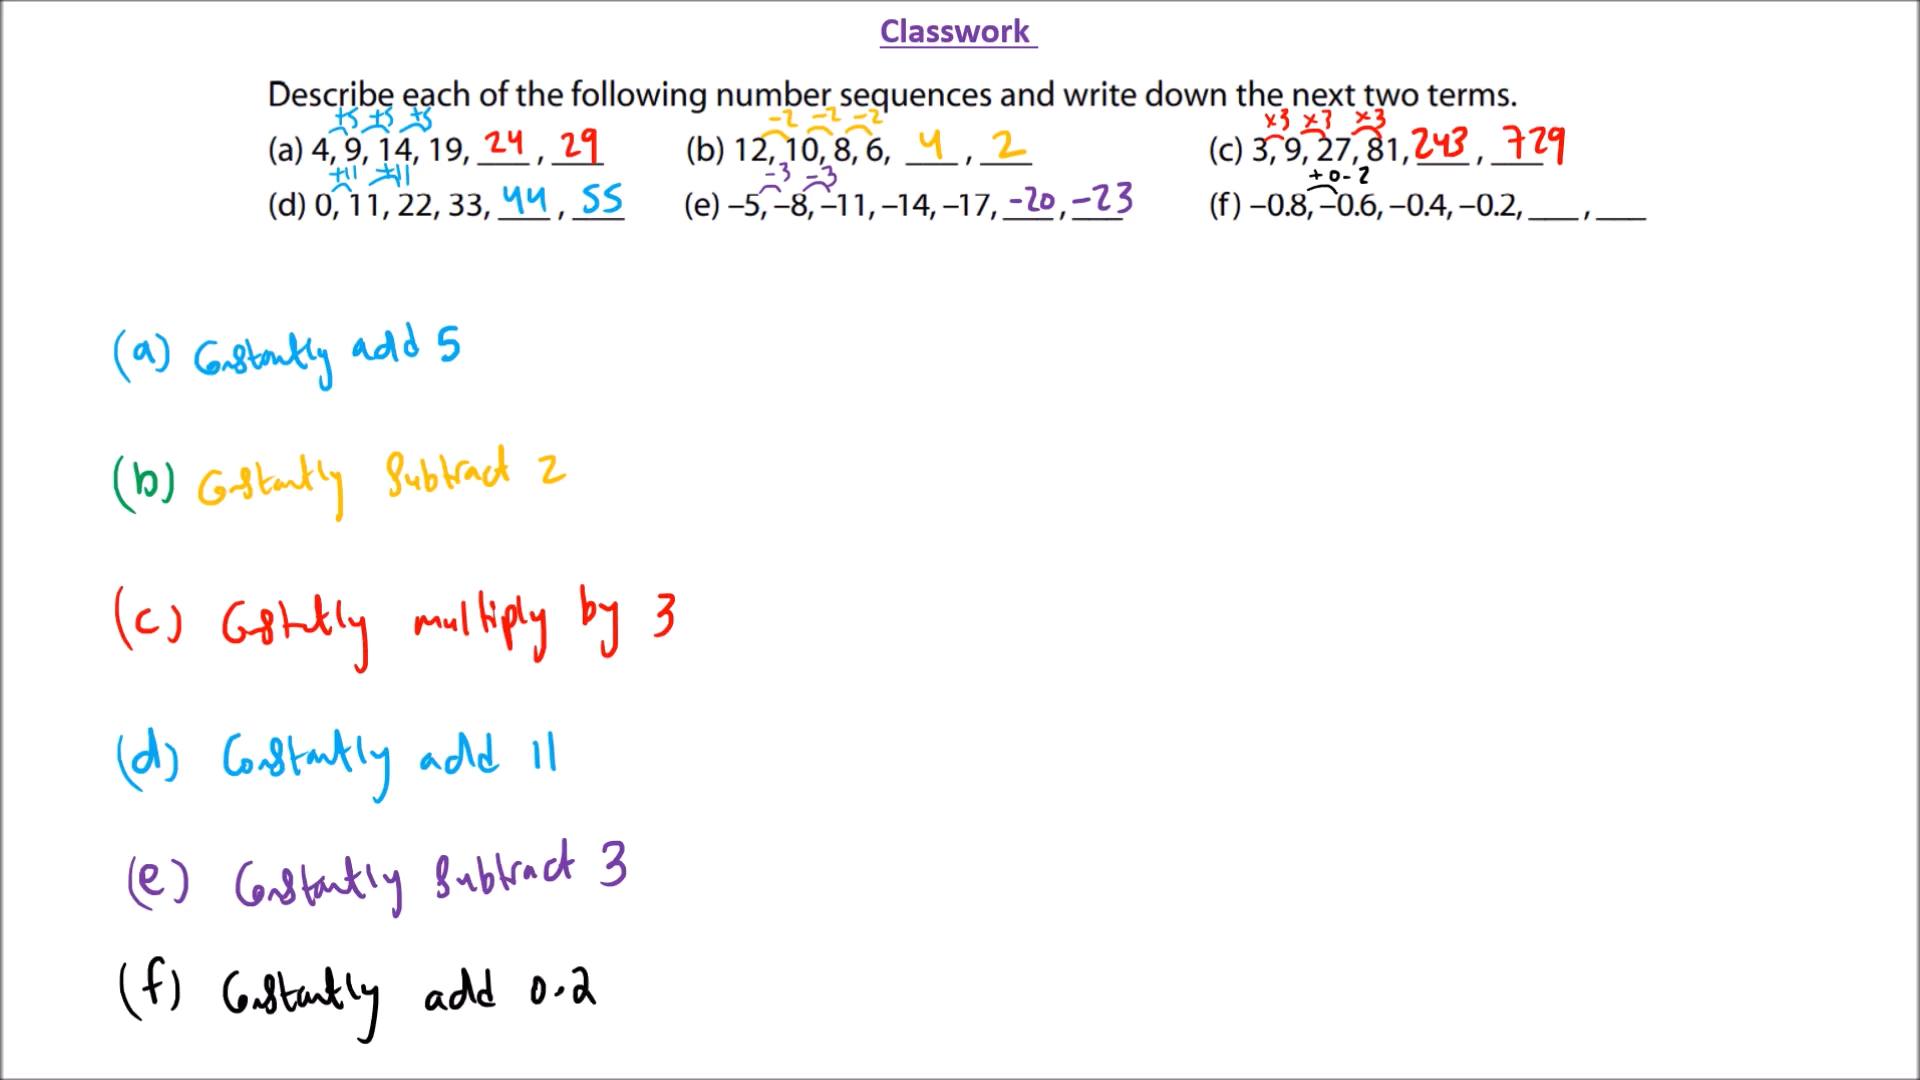 Classwork
Describe each of the following number sequences and write down the next two terms.
+5 +5 +5 -2 -2 -2 ×3 ×3 ×3
(a) 4, 9, 14, 19, 24, 29 (b) 12, 10, 8, 6, 4, 2 (c) 3, 9, 27, 81, 243, 729
+11 +11 -3 -3 +0.2
(d) 0, 11, 22, 33, 44, 55 (e) –5, –8, –11, –14, –17, -20, -23 (f) –0.8, –0.6, –0.4, –0.2, ___, ___
(a) Constantly add 5
(b) Constantly subtract 2
(c) Constantly multiply by 3
(d) Constantly add 11
(e) Constantly subtract 3
(f) Constantly add 0.2